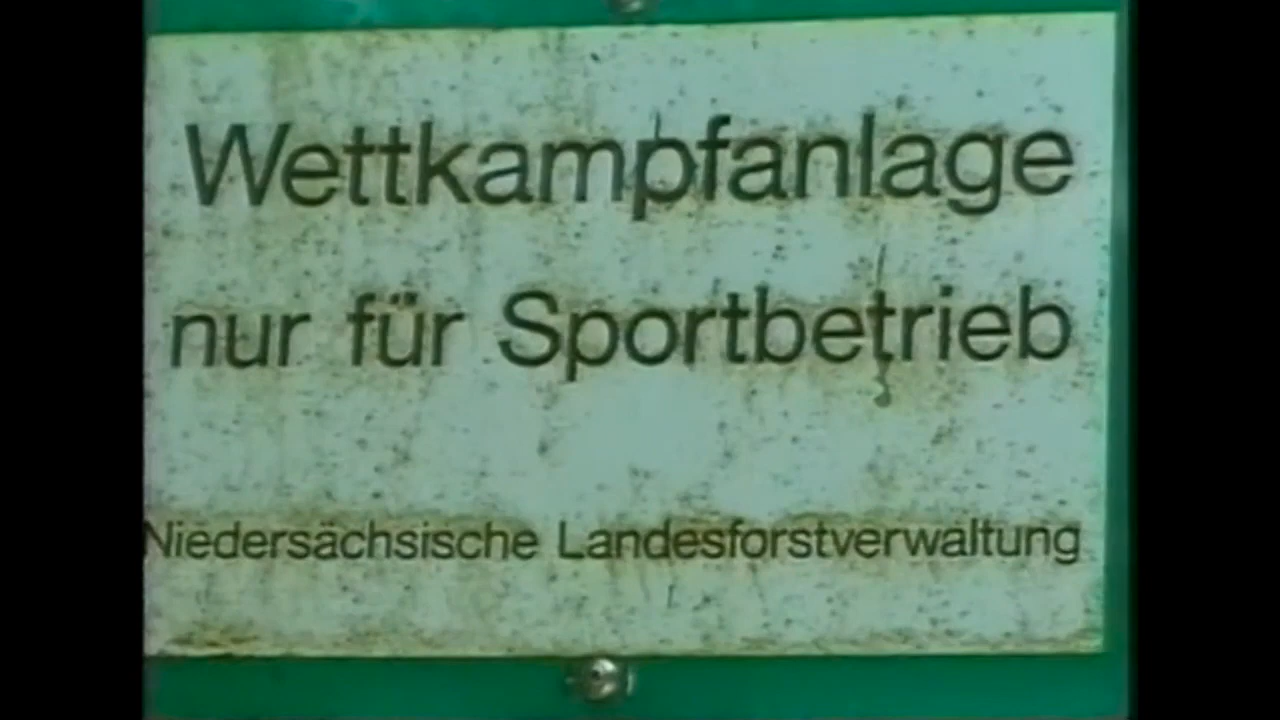 Wettkampfanlage
nur für Sportbetrieb
Niedersächsische Landesforstverwaltung